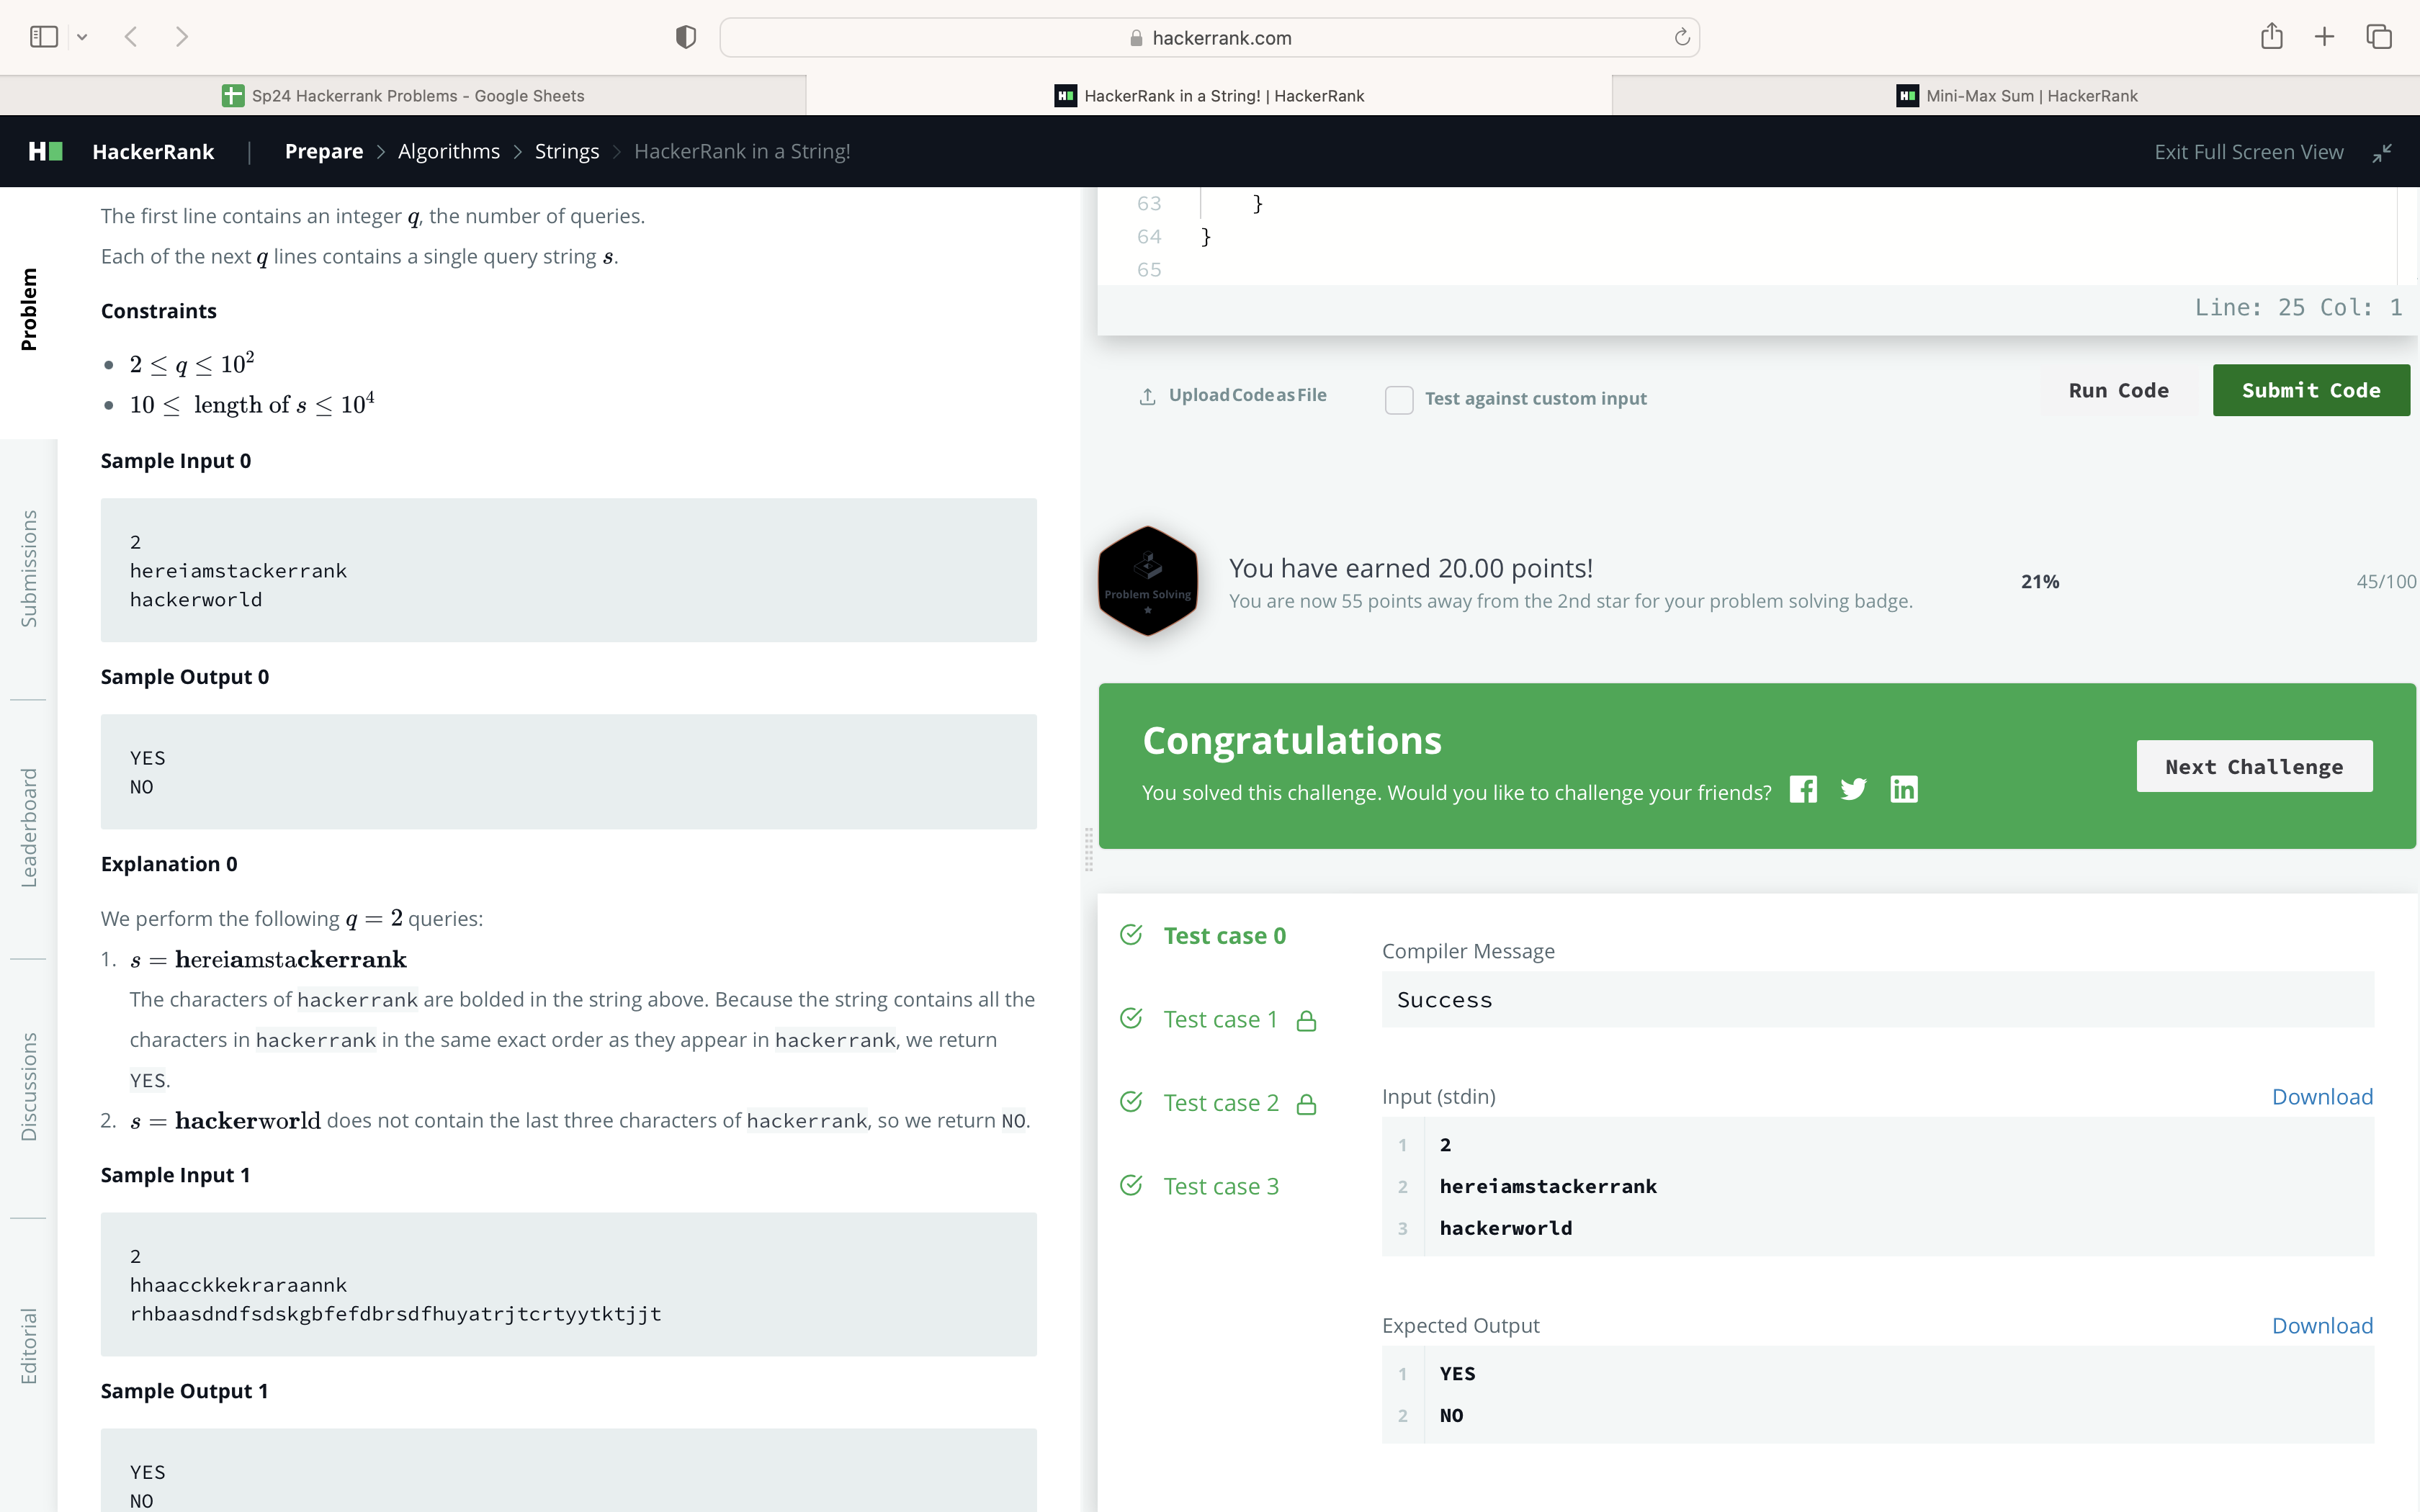 hackerrank.com
Sp24 Hackerrank Problems - Google Sheets
HackerRank in a String! | HackerRank
Mini-Max Sum | HackerRank
HackerRank | Prepare > Algorithms > Strings > HackerRank in a String!
Exit Full Screen View
Problem
Submissions
Leaderboard
Discussions
Editorial
The first line contains an integer q, the number of queries.
Each of the next q lines contains a single query string s.
Constraints
• 2 ≤ q ≤ 10²
• 10 ≤ length of s ≤ 10⁴
Sample Input 0
2
hereiamstackerrank
hackerworld
Sample Output 0
YES
NO
Explanation 0
We perform the following q = 2 queries:
1. s = hereiamstackerrank
The characters of hackerrank are bolded in the string above. Because the string contains all the
characters in hackerrank in the same exact order as they appear in hackerrank, we return
YES.
2. s = hackerworld does not contain the last three characters of hackerrank, so we return NO.
Sample Input 1
2
hhaacckkekraraannk
rhbaasdndfsdskgbfefdbrsdfhuyatrjtcrtyytktjjt
Sample Output 1
YES
NO
63 }
64 }
65
Line: 25 Col: 1
Upload Code as File
Test against custom input
Run Code
Submit Code
Problem Solving
You have earned 20.00 points!
You are now 55 points away from the 2nd star for your problem solving badge.
21%
45/100
Congratulations
You solved this challenge. Would you like to challenge your friends?
Next Challenge
Test case 0
Test case 1
Test case 2
Test case 3
Compiler Message
Success
Input (stdin)
Download
1 2
2 hereiamstackerrank
3 hackerworld
Expected Output
Download
1 YES
2 NO